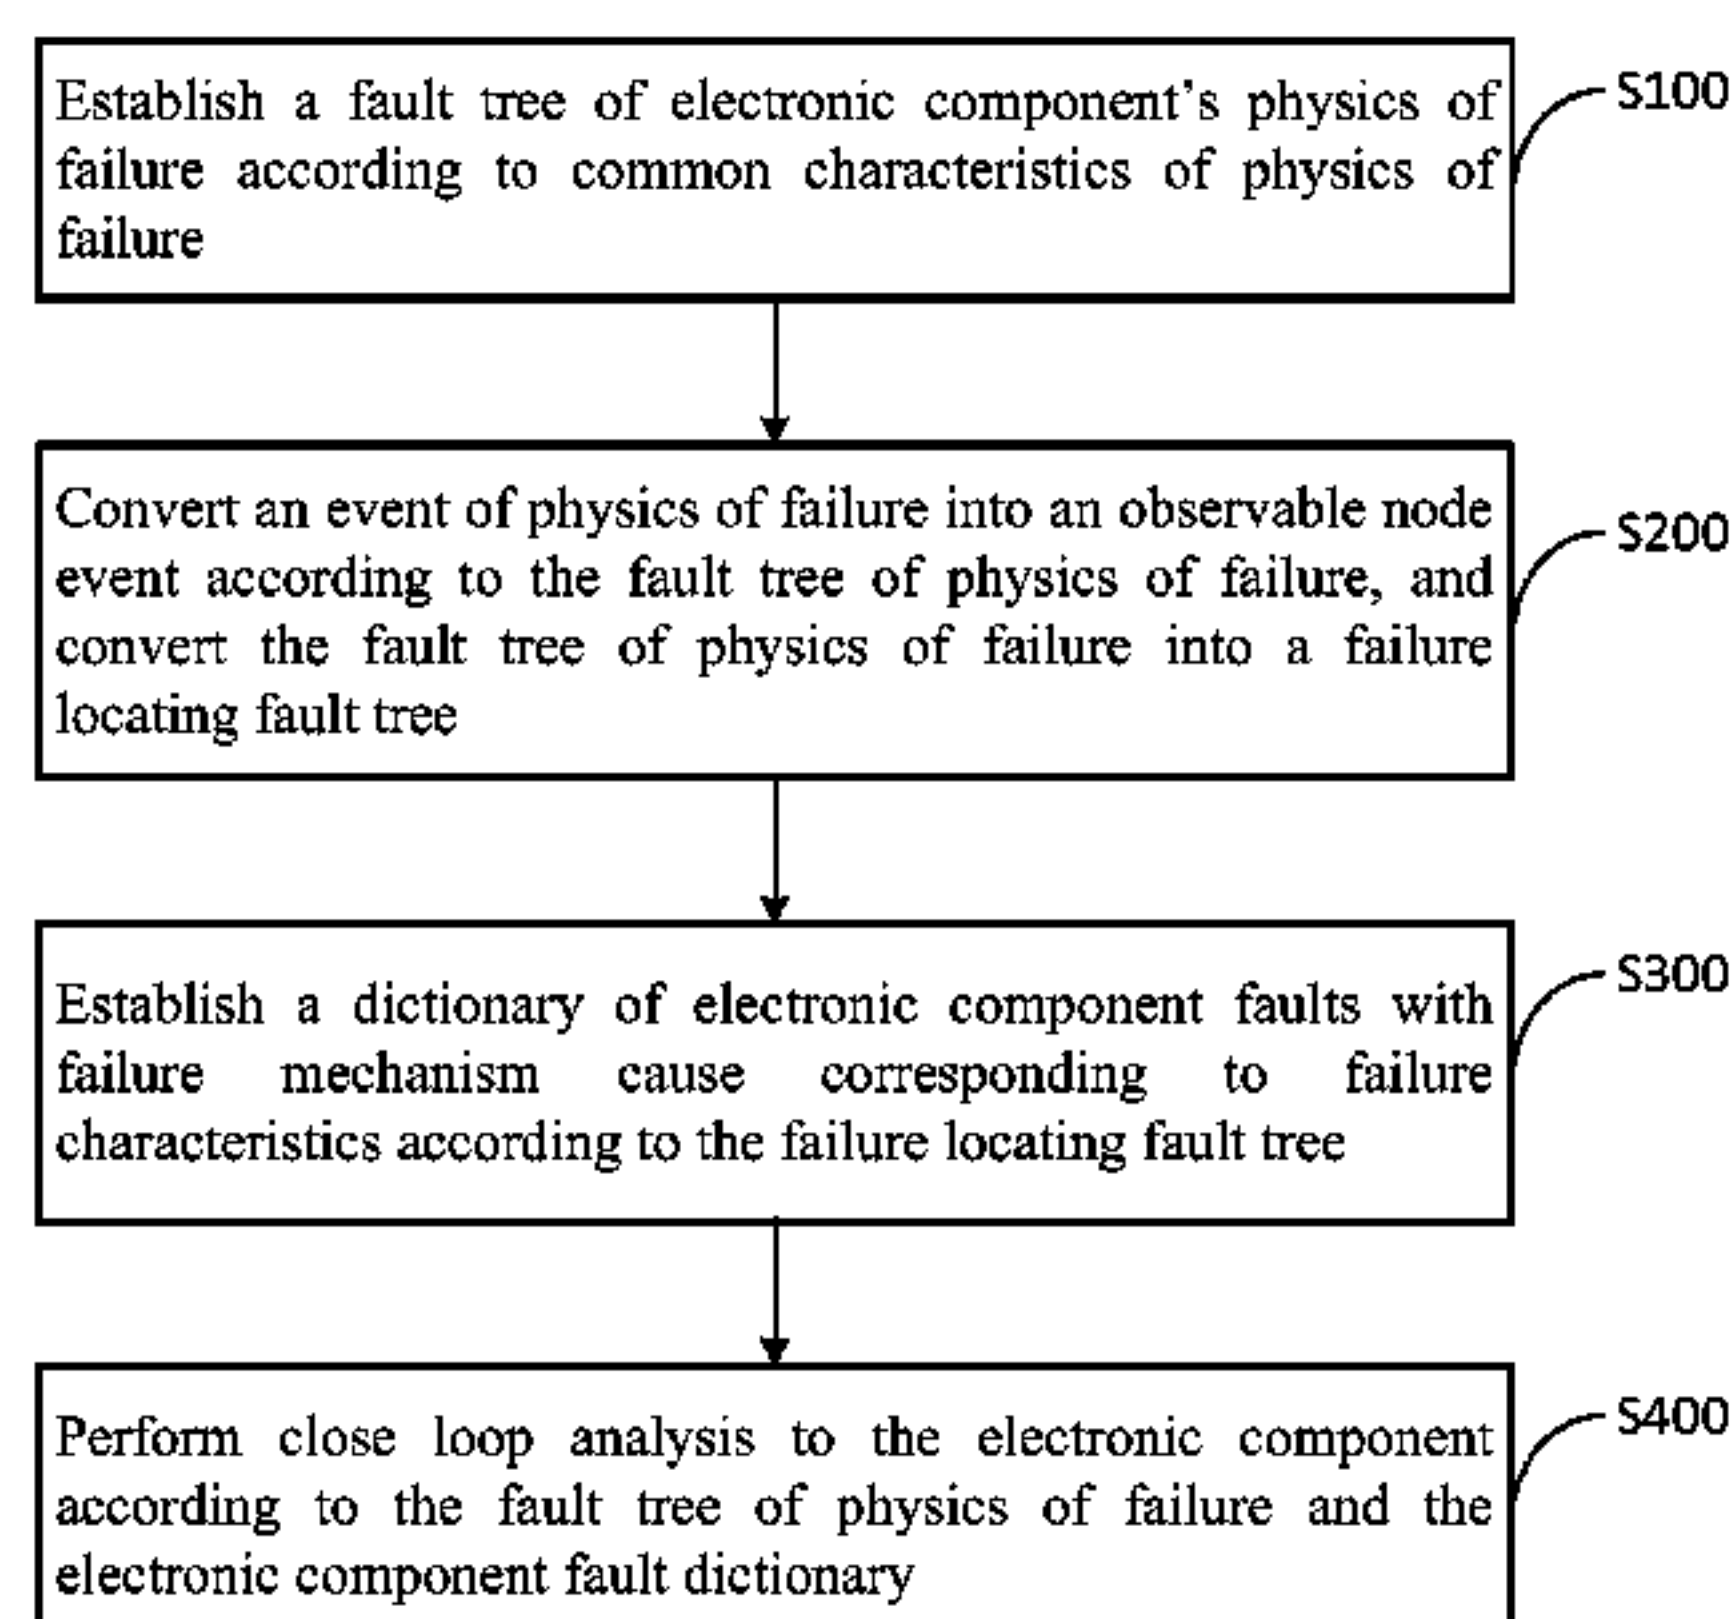 Establish a fault tree of electronic component's physics of
failure according to common characteristics of physics of
failure
S100
Convert an event of physics of failure into an observable node
event according to the fault tree of physics of failure, and
convert the fault tree of physics of failure into a failure
locating fault tree
S200
Establish a dictionary of electronic component faults with
failure mechanism cause corresponding to failure
characteristics according to the failure locating fault tree
S300
Perform close loop analysis to the electronic component
according to the fault tree of physics of failure and the
electronic component fault dictionary
S400